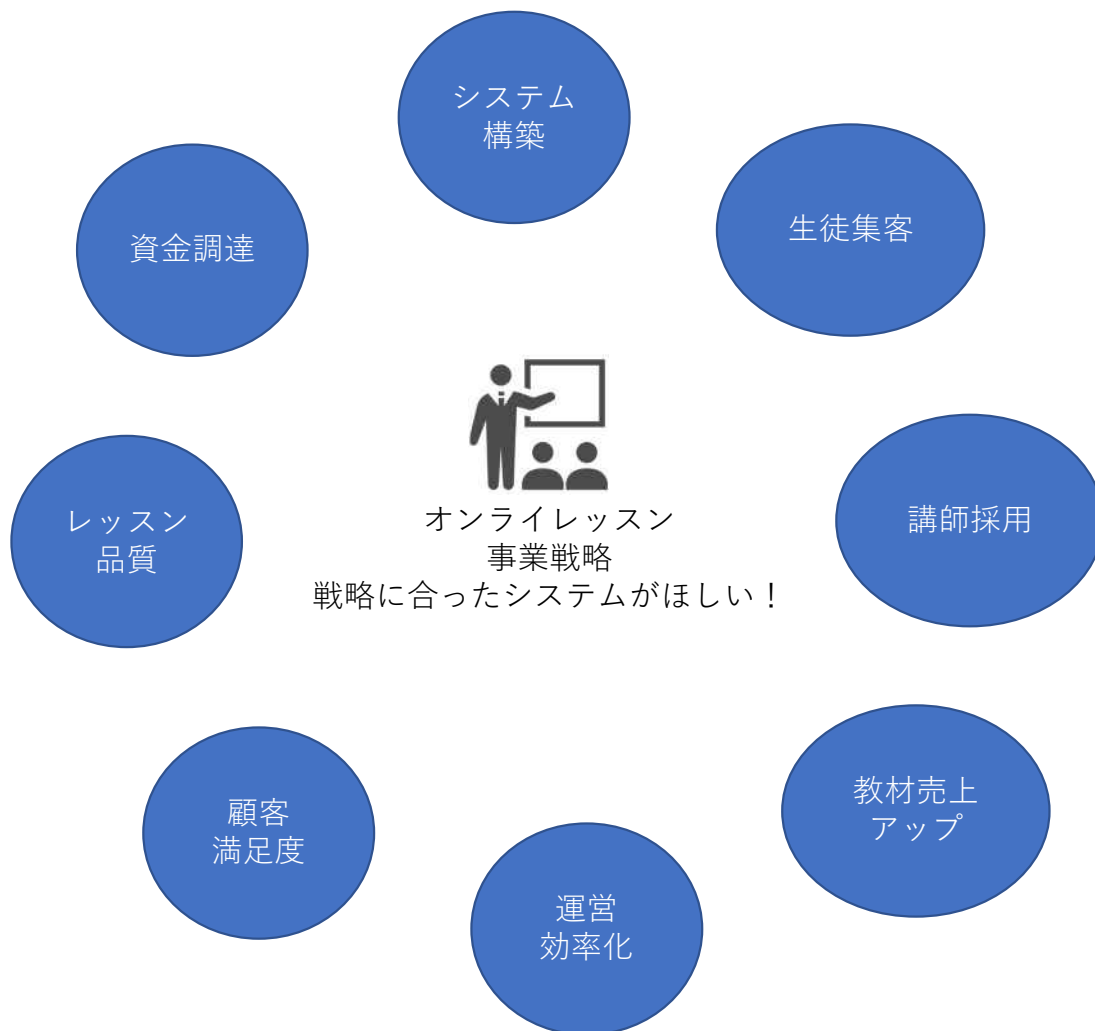 システム
構築
生徒集客
資金調達
レッスン
品質
オンライレッスン
事業戦略
戦略に合ったシステムがほしい！
講師採用
教材売上
アップ
顧客
満足度
運営
効率化